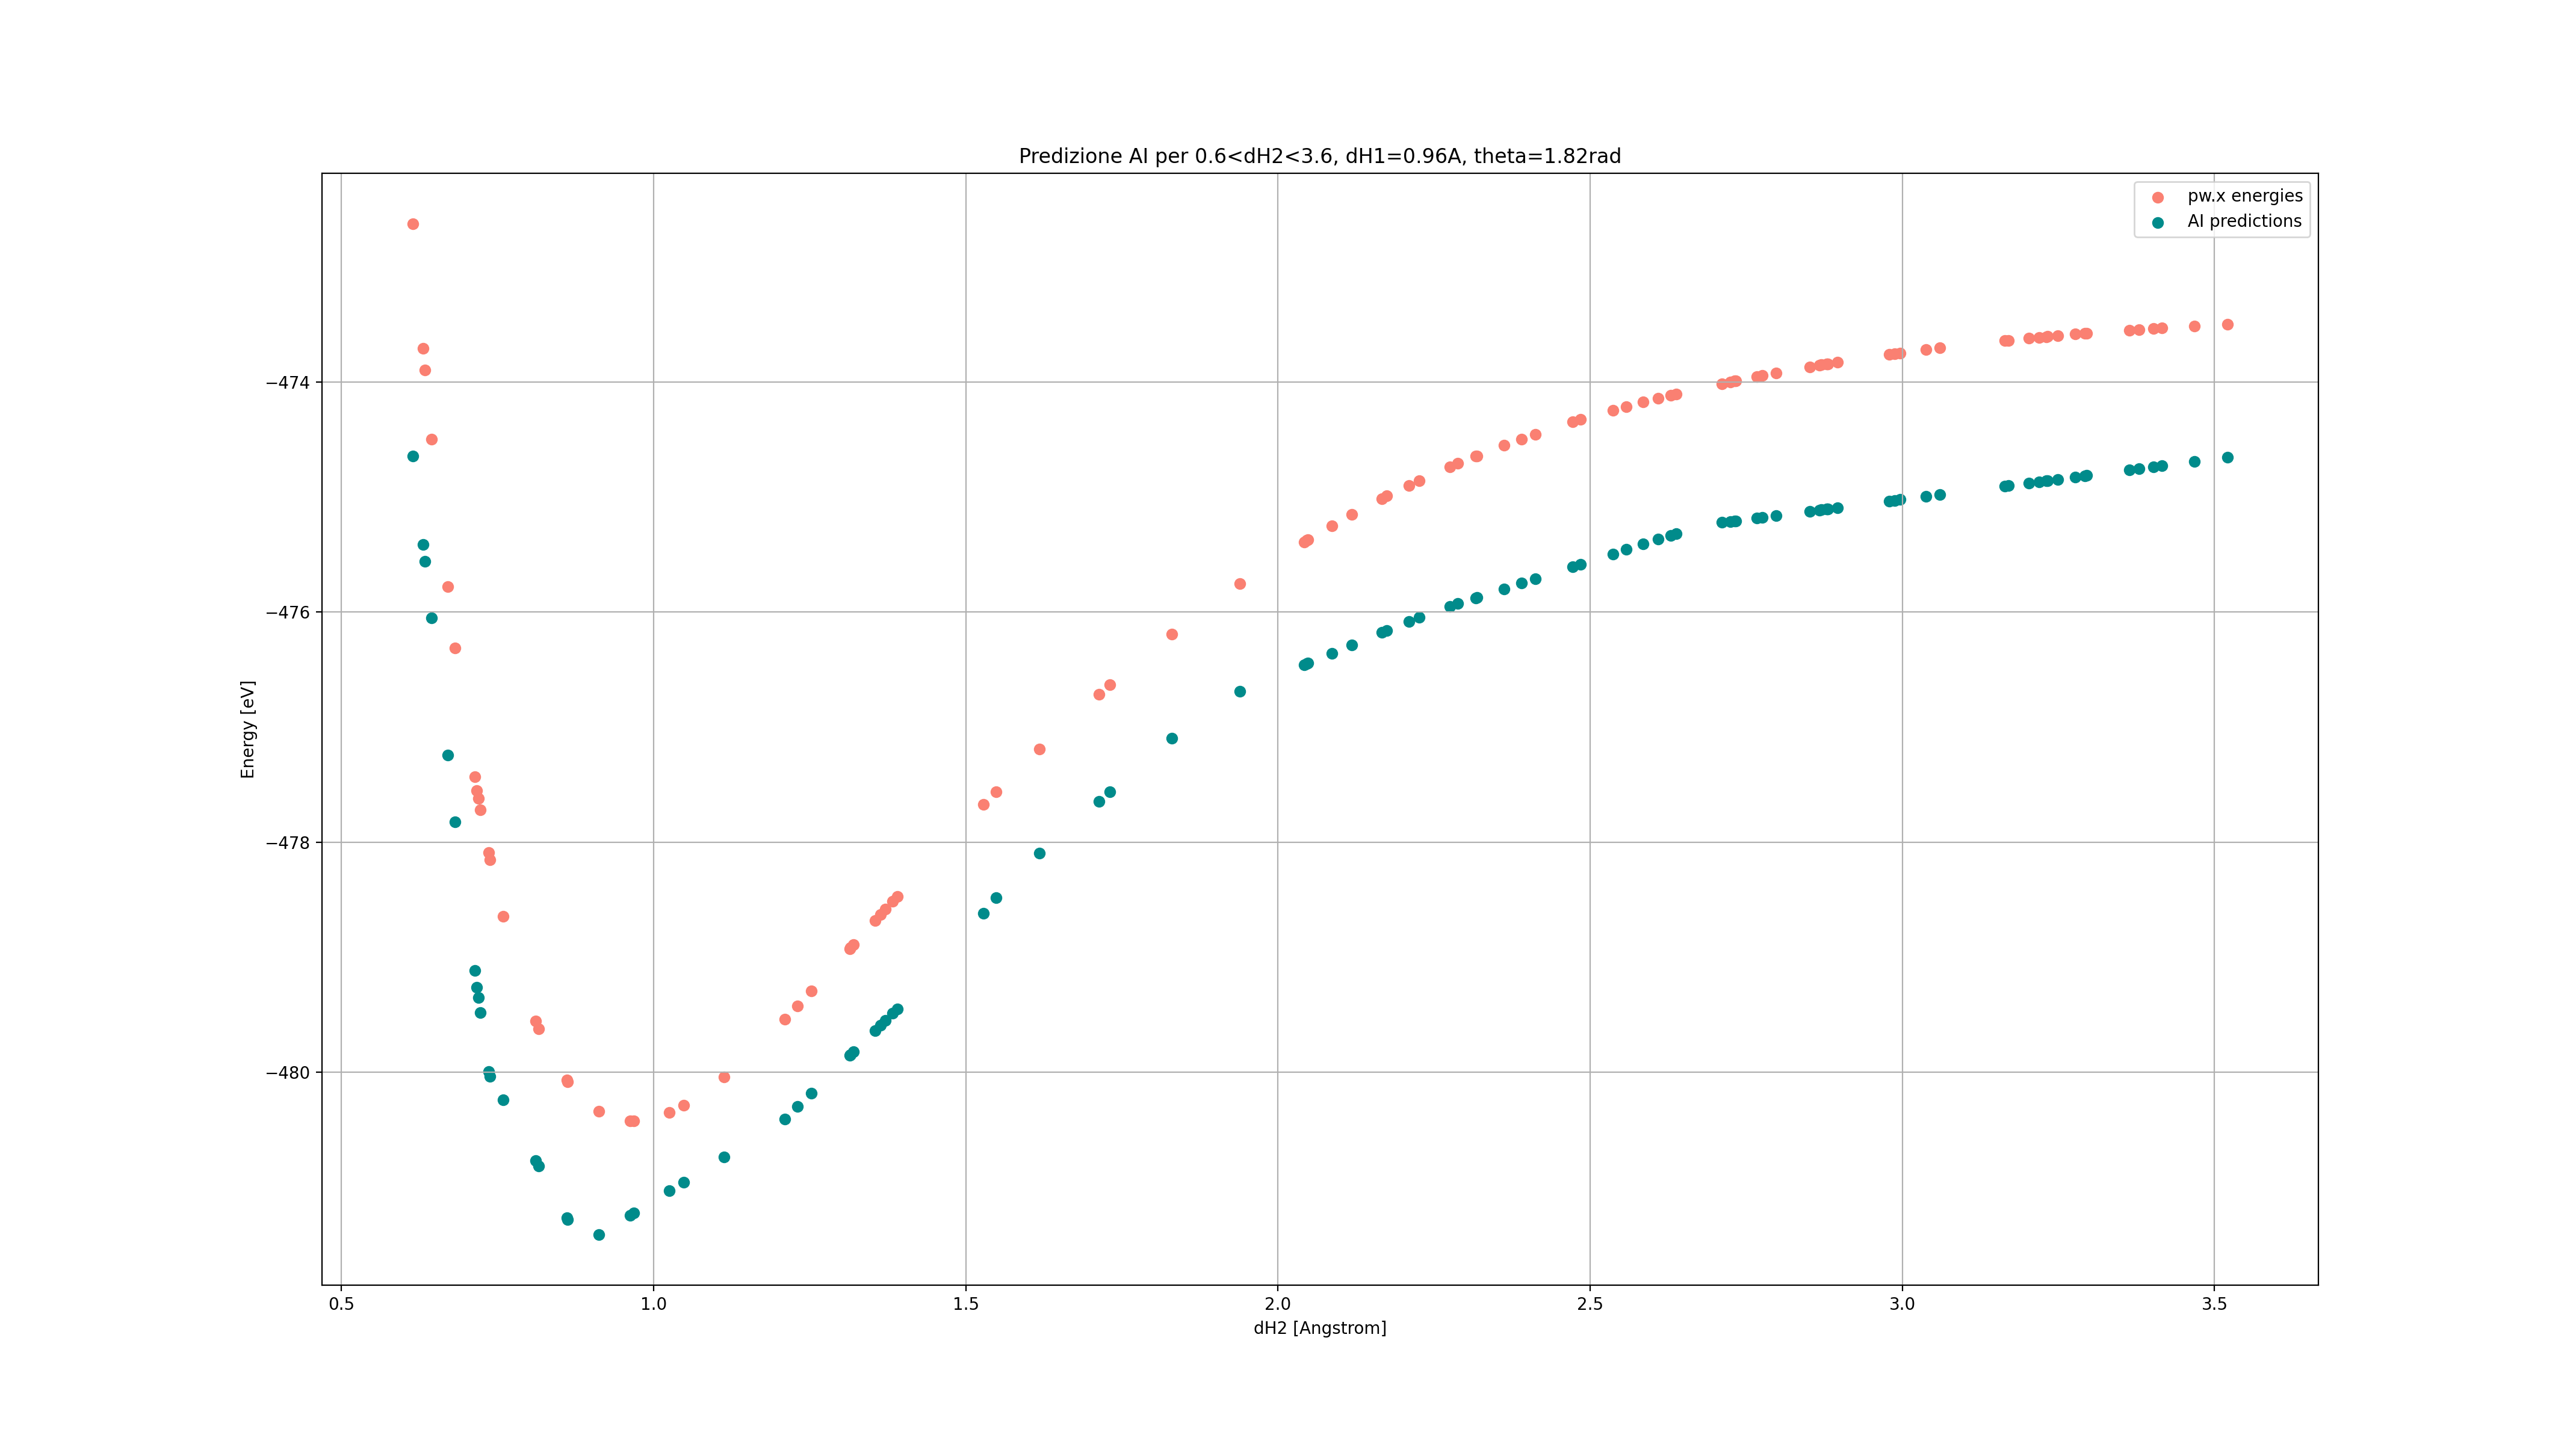 Predizione AI per 0.6<dH2<3.6, dH1=0.96A, theta=1.82rad
pw.x energies
AI predictions
−474
−476
−478
−480
Energy [eV]
0.5 1.0 1.5 2.0 2.5 3.0 3.5
dH2 [Angstrom]